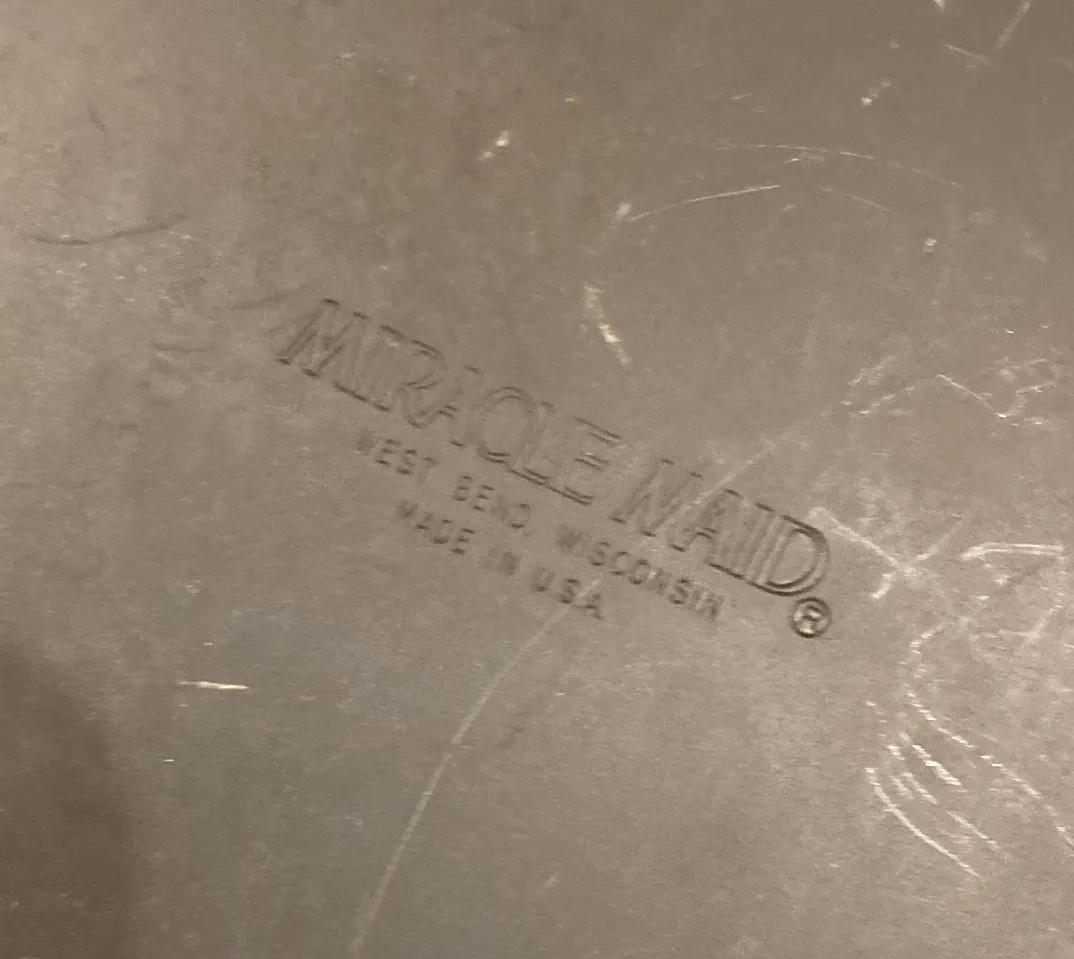 MIRACLE MAID®
WEST BEND, WISCONSIN
MADE IN U.S.A.